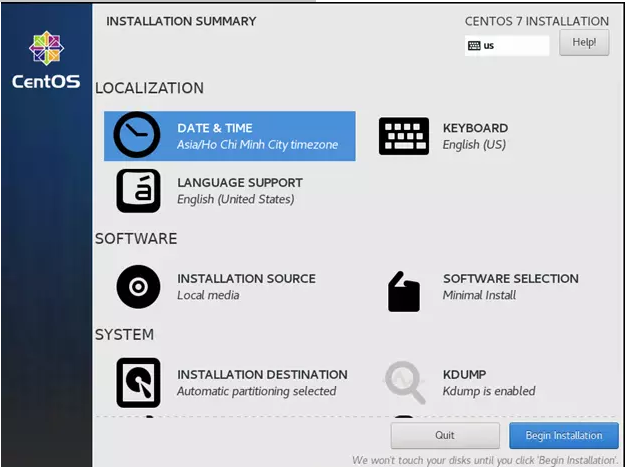 INSTALLATION SUMMARY
CENTOS 7 INSTALLATION
us
Help!
CentOS
LOCALIZATION
DATE & TIME
Asia/Ho Chi Minh City timezone
KEYBOARD
English (US)
LANGUAGE SUPPORT
English (United States)
SOFTWARE
INSTALLATION SOURCE
Local media
SOFTWARE SELECTION
Minimal Install
SYSTEM
INSTALLATION DESTINATION
Automatic partitioning selected
KDUMP
Kdump is enabled
Quit
Begin Installation
We won't touch your disks until you click 'Begin Installation'.